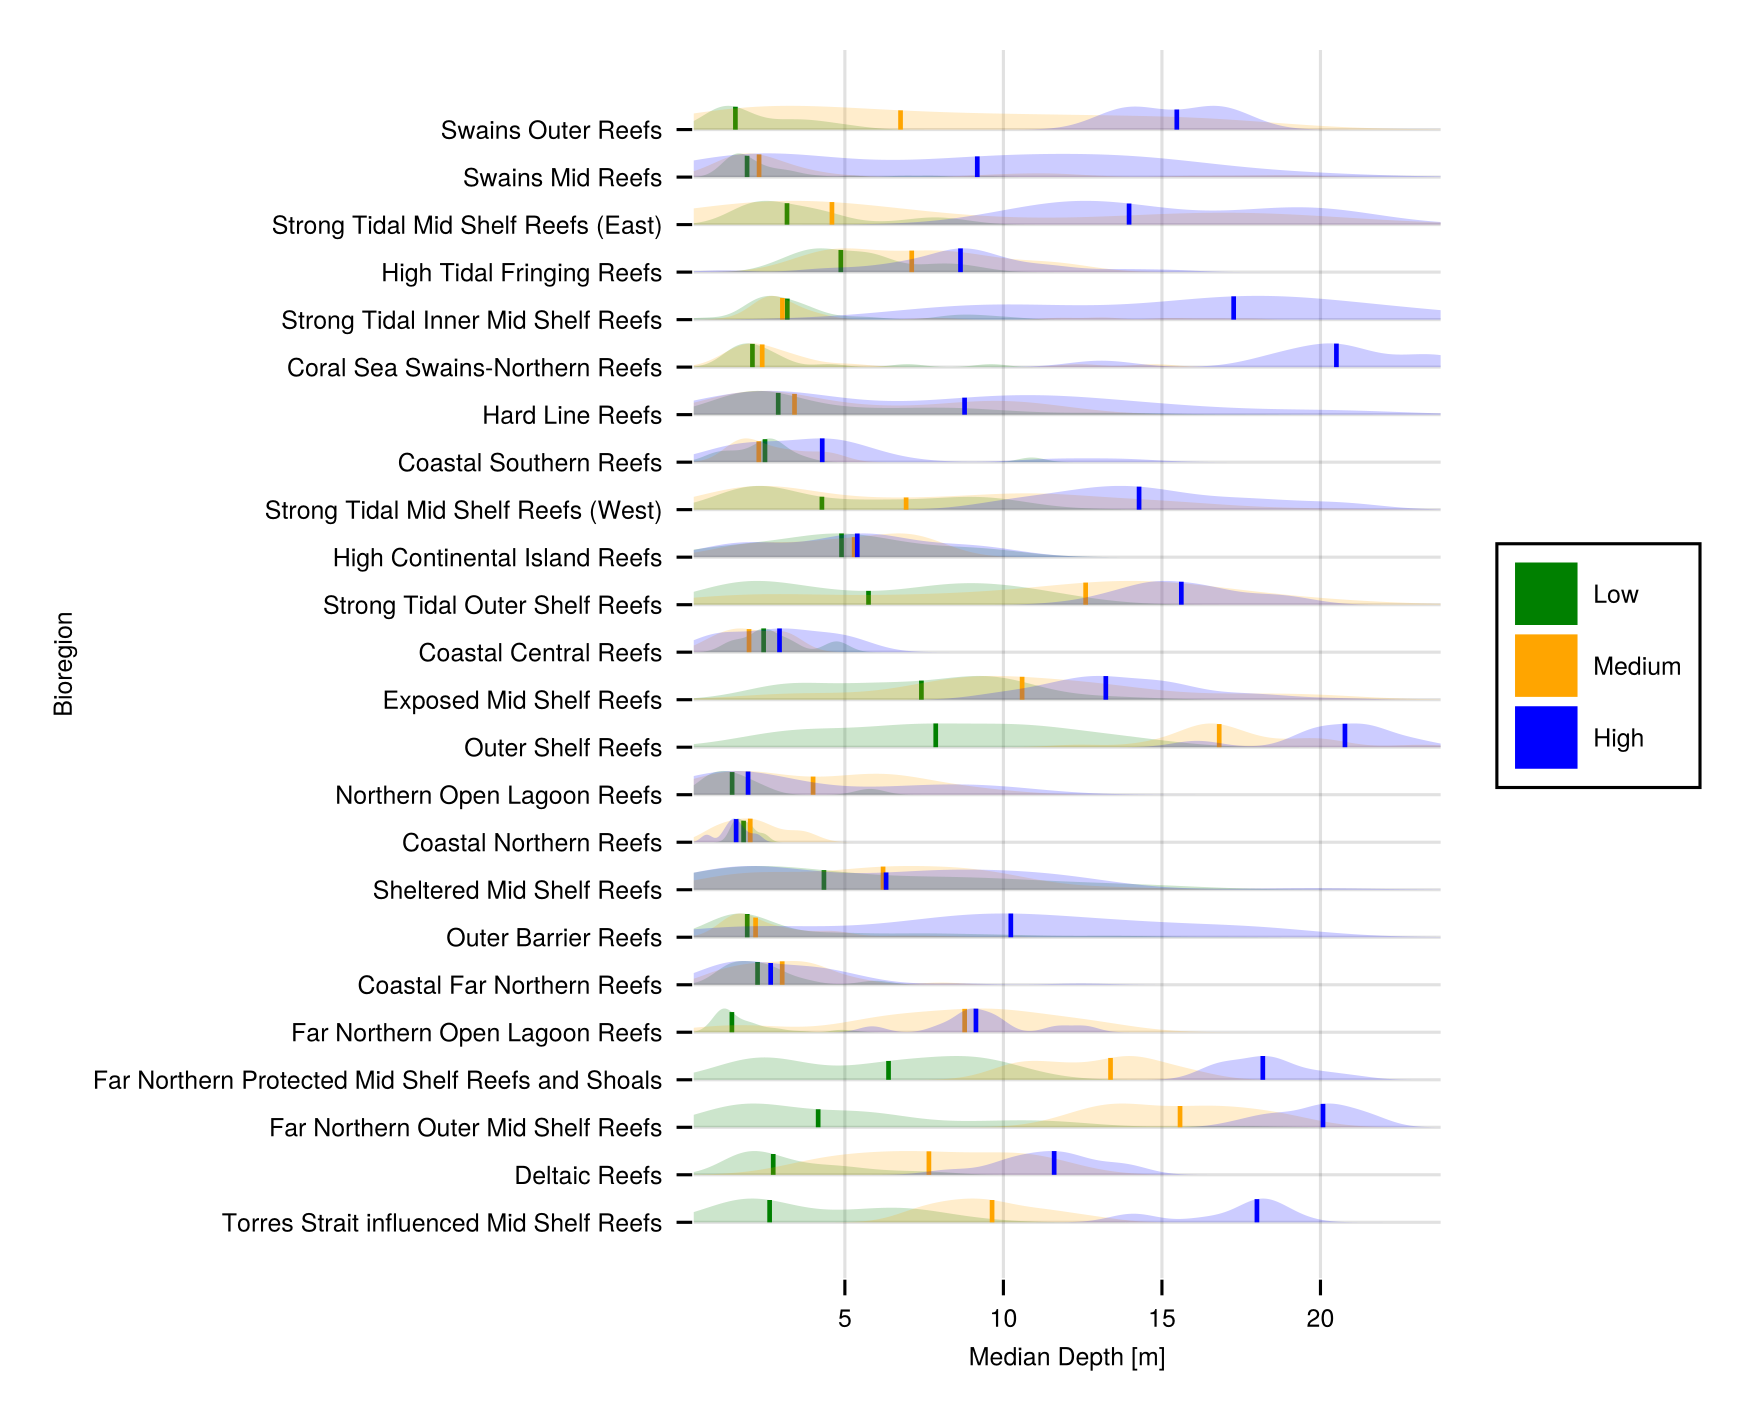 Swains Outer Reefs
Swains Mid Reefs
Strong Tidal Mid Shelf Reefs (East)
High Tidal Fringing Reefs
Strong Tidal Inner Mid Shelf Reefs
Coral Sea Swains-Northern Reefs
Hard Line Reefs
Coastal Southern Reefs
Strong Tidal Mid Shelf Reefs (West)
High Continental Island Reefs
Strong Tidal Outer Shelf Reefs
Coastal Central Reefs
Exposed Mid Shelf Reefs
Outer Shelf Reefs
Northern Open Lagoon Reefs
Coastal Northern Reefs
Sheltered Mid Shelf Reefs
Outer Barrier Reefs
Coastal Far Northern Reefs
Far Northern Open Lagoon Reefs
Far Northern Protected Mid Shelf Reefs and Shoals
Far Northern Outer Mid Shelf Reefs
Deltaic Reefs
Torres Strait influenced Mid Shelf Reefs
Bioregion
5 10 15 20
Median Depth [m]
Low
Medium
High